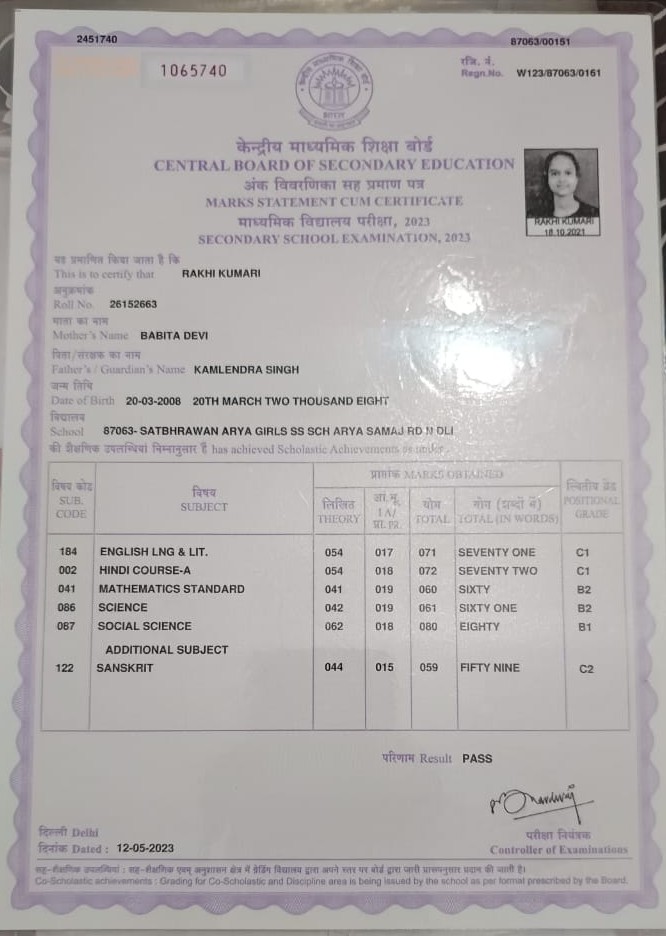 2451740 87063/00151
1065740
रजि. नं.
Regn.No. W123/87063/0161
भारत
केन्द्रीय माध्यमिक शिक्षा बोर्ड
CENTRAL BOARD OF SECONDARY EDUCATION
अंक विवरणिका सह प्रमाण पत्र
MARKS STATEMENT CUM CERTIFICATE
माध्यमिक विद्यालय परीक्षा, 2023
SECONDARY SCHOOL EXAMINATION, 2023
RAKHI KUMARI
18.10.2021
यह प्रमाणित किया जाता है कि
This is to certify that RAKHI KUMARI
अनुक्रमांक
Roll No. 26152663
माता का नाम
Mother's Name BABITA DEVI
पिता/संरक्षक का नाम
Father's / Guardian's Name KAMLENDRA SINGH
जन्म तिथि
Date of Birth 20-03-2008 20TH MARCH TWO THOUSAND EIGHT
विद्यालय
School 87063- SATBHRAWAN ARYA GIRLS SS SCH ARYA SAMAJ RD N DLI
की शैक्षणिक उपलब्धियां निम्नानुसार हैं has achieved Scholastic Achievements as under
विषय कोड SUB. CODE विषय SUBJECT प्राप्तांक MARKS OBTAINED स्थितीय ग्रेड POSITIONAL GRADE
लिखित THEORY आ.मू. IA/ प्रा. PR. योग TOTAL योग (शब्दों में) TOTAL (IN WORDS)
184 ENGLISH LNG & LIT. 054 017 071 SEVENTY ONE C1
002 HINDI COURSE-A 054 018 072 SEVENTY TWO C1
041 MATHEMATICS STANDARD 041 019 060 SIXTY B2
086 SCIENCE 042 019 061 SIXTY ONE B2
087 SOCIAL SCIENCE 062 018 080 EIGHTY B1
ADDITIONAL SUBJECT
122 SANSKRIT 044 015 059 FIFTY NINE C2
परिणाम Result PASS
दिल्ली Delhi
दिनांक Dated : 12-05-2023
परीक्षा नियंत्रक
Controller of Examinations
सह-शैक्षणिक उपलब्धियां : सह-शैक्षणिक एवम् अनुशासन क्षेत्र में ग्रेडिंग विद्यालय द्वारा अपने स्तर पर बोर्ड द्वारा जारी प्रारूपानुसार प्रदान की जाती है।
Co-Scholastic achievements : Grading for Co-Scholastic and Discipline area is being issued by the school as per format prescribed by the Board.